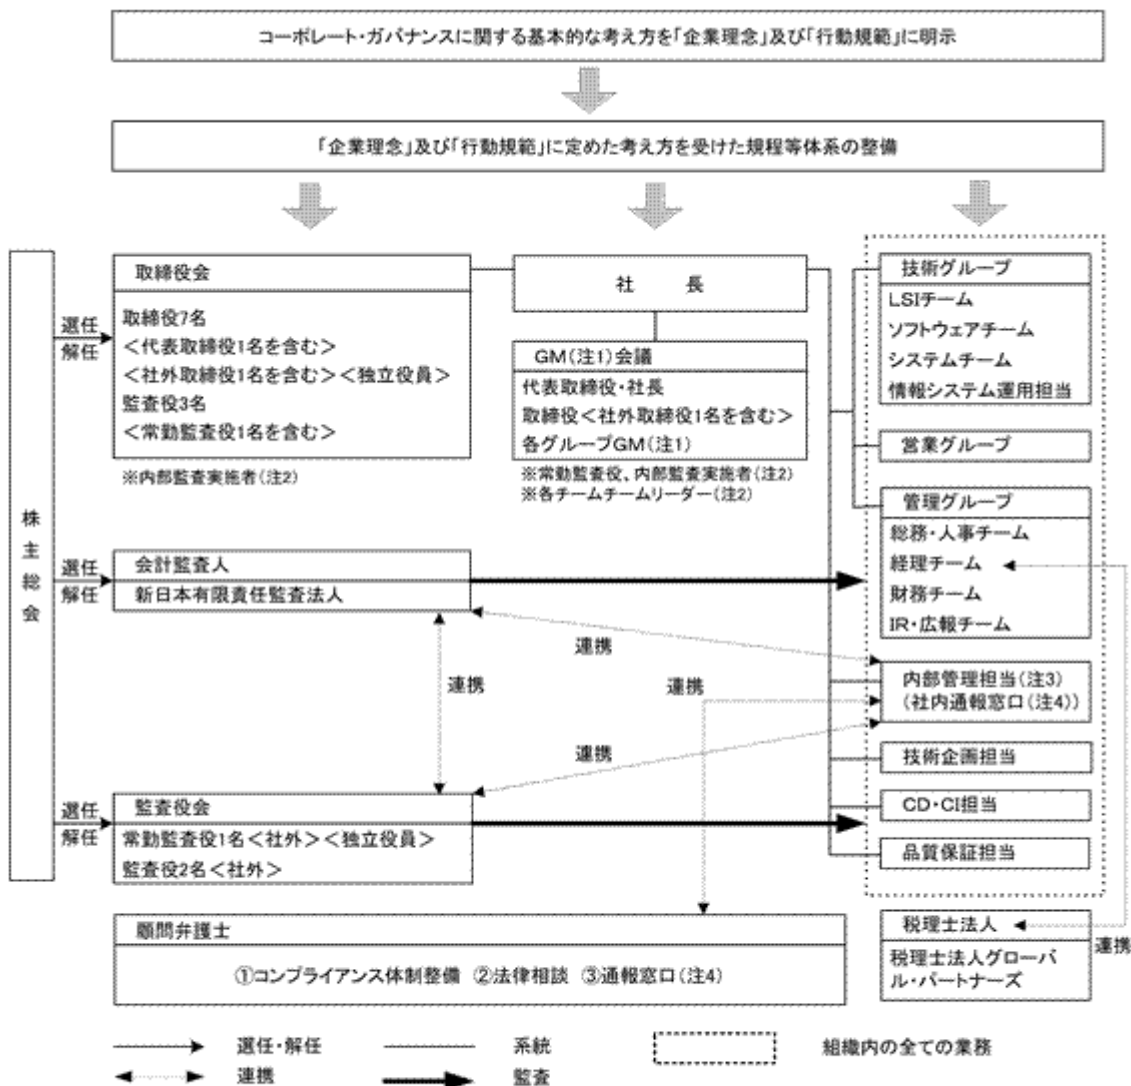 コーポレート・ガバナンスに関する基本的な考え方を「企業理念」及び「行動規範」に明示
「企業理念」及び「行動規範」に定めた考え方を受けた規程等体系の整備
株主総会
選任
解任
取締役会
取締役7名
＜代表取締役1名を含む＞
＜社外取締役1名を含む＞＜独立役員＞
監査役3名
＜常勤監査役1名を含む＞
※内部監査実施者(注2)
社　長
GM(注1)会議
代表取締役・社長
取締役＜社外取締役1名を含む＞
各グループGM(注1)
※常勤監査役、内部監査実施者(注2)
※各チームチームリーダー(注2)
技術グループ
LSIチーム
ソフトウェアチーム
システムチーム
情報システム運用担当
営業グループ
管理グループ
総務・人事チーム
経理チーム
財務チーム
IR・広報チーム
選任
解任
会計監査人
新日本有限責任監査法人
連携
連携
連携
連携
内部管理担当(注3)
(社内通報窓口(注4))
技術企画担当
CD・CI担当
品質保証担当
選任
解任
監査役会
常勤監査役1名＜社外＞＜独立役員＞
監査役2名＜社外＞
顧問弁護士
①コンプライアンス体制整備 ②法律相談 ③通報窓口(注4)
税理士法人
税理士法人グローバ
ル・パートナーズ
連携
選任・解任
系統
組織内の全ての業務
連携
監査